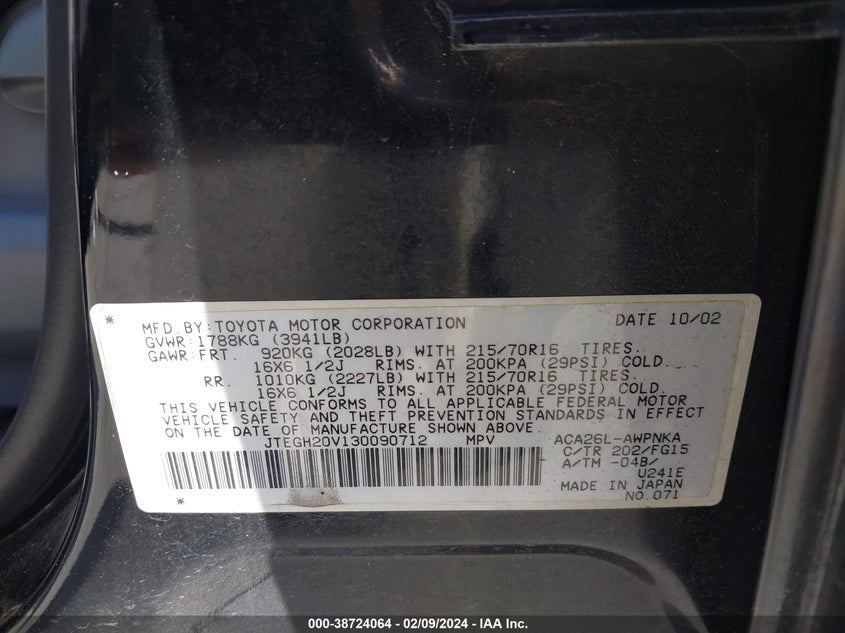 MFD. BY: TOYOTA MOTOR CORPORATION DATE 10/02
GVWR: 1788KG (3941LB)
GAWR: FRT. 920KG (2028LB) WITH 215/70R16 TIRES.
16X6 1/2J RIMS. AT 200KPA (29PSI) COLD.
RR. 1010KG (2227LB) WITH 215/70R16 TIRES.
16X6 1/2J RIMS. AT 200KPA (29PSI) COLD.
THIS VEHICLE CONFORMS TO ALL APPLICABLE FEDERAL MOTOR
VEHICLE SAFETY AND THEFT PREVENTION STANDARDS IN EFFECT
ON THE DATE OF MANUFACTURE SHOWN ABOVE.
JTEGH20V130090712 MPV ACA26L-AWPNKA
C/TR 202/FG15
A/TM -04B/
U241E
MADE IN JAPAN
NO.071
000-38724064 - 02/09/2024 - IAA Inc.